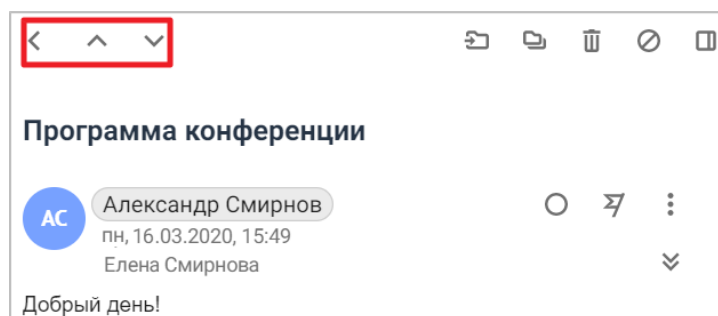 Программа конференции
АС
Александр Смирнов
пн, 16.03.2020, 15:49
Елена Смирнова
Добрый день!